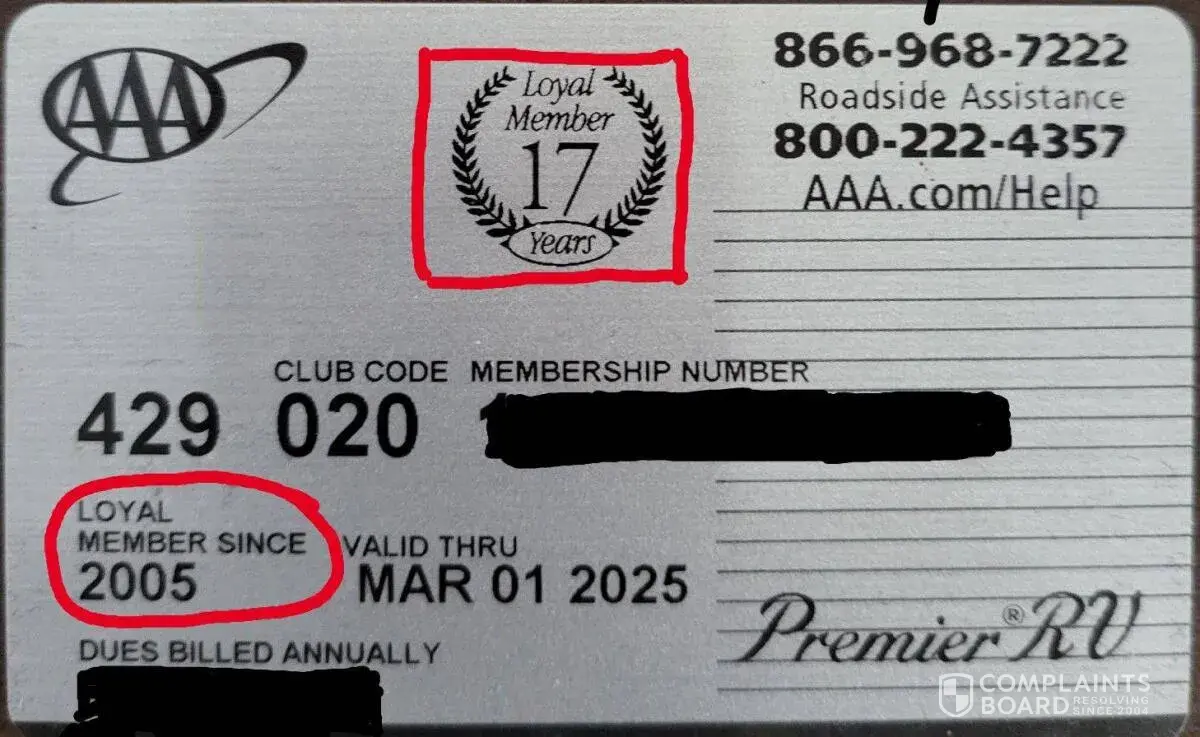 AAA
Loyal
Member
17
Years
866-968-7222
Roadside Assistance
800-222-4357
AAA.com/Help
CLUB CODE MEMBERSHIP NUMBER
429 020
LOYAL
MEMBER SINCE
2005
VALID THRU
MAR 01 2025
DUES BILLED ANNUALLY
Premier® RV
COMPLAINTS
BOARD RESOLVING
SINCE 2004